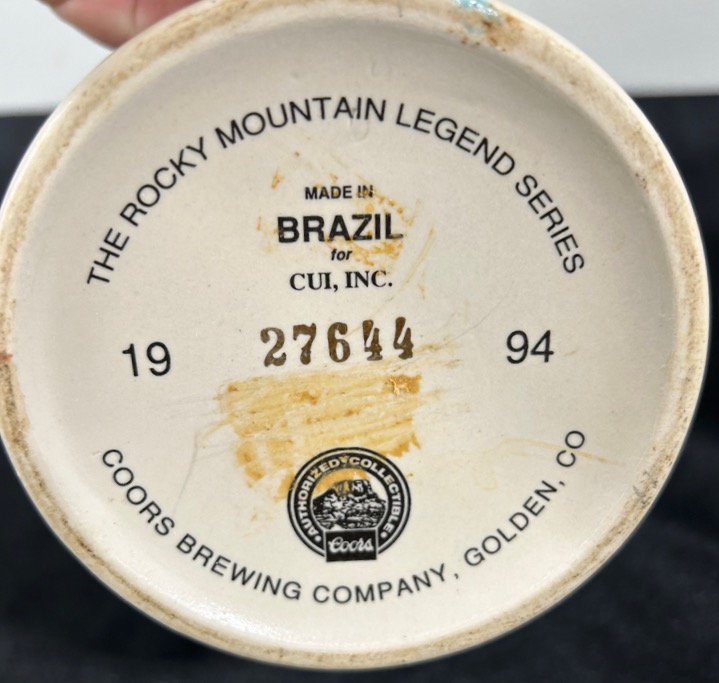 THE ROCKY MOUNTAIN LEGEND SERIES
MADE IN
BRAZIL
for
CUI, INC.
19 27644 94
AUTHORIZED COLLECTIBLE
Coors
COORS BREWING COMPANY, GOLDEN, CO